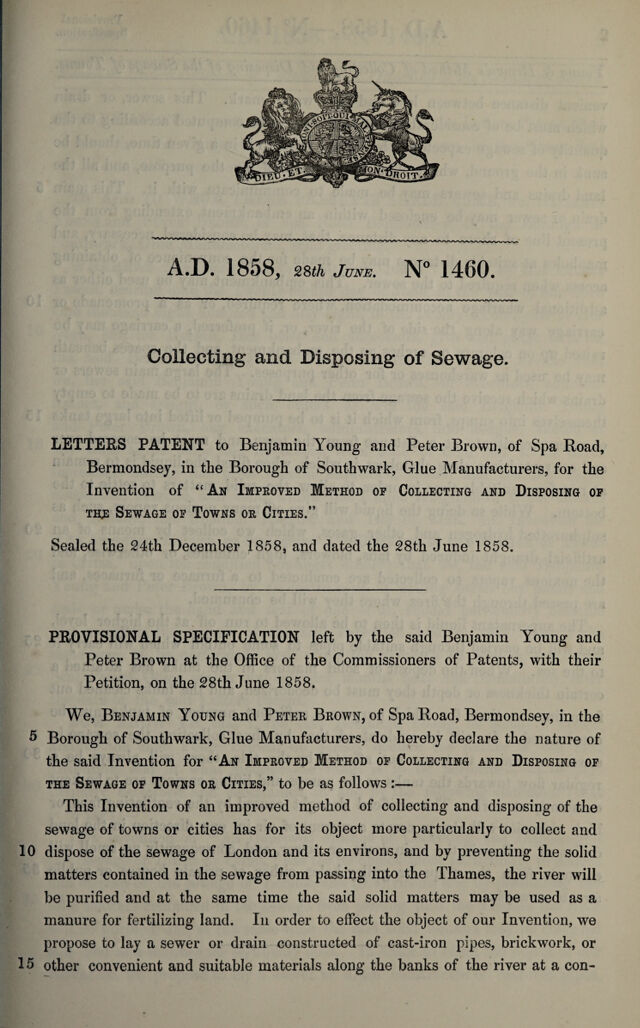 HONI SOIT QUI MAL Y PENSE
DIEU ET MON DROIT.
A.D. 1858, 28th JUNE. Nº 1460.
Collecting and Disposing of Sewage.
LETTERS PATENT to Benjamin Young and Peter Brown, of Spa Road,
Bermondsey, in the Borough of Southwark, Glue Manufacturers, for the
Invention of “AN IMPROVED METHOD OF COLLECTING AND DISPOSING OF
THE SEWAGE OF TOWNS OR CITIES.”
Sealed the 24th December 1858, and dated the 28th June 1858.
PROVISIONAL SPECIFICATION left by the said Benjamin Young and
Peter Brown at the Office of the Commissioners of Patents, with their
Petition, on the 28th June 1858.
We, BENJAMIN YOUNG and PETER BROWN, of Spa Road, Bermondsey, in the
5 Borough of Southwark, Glue Manufacturers, do hereby declare the nature of
the said Invention for “AN IMPROVED METHOD OF COLLECTING AND DISPOSING OF
THE SEWAGE OF TOWNS OR CITIES,” to be as follows :—
This Invention of an improved method of collecting and disposing of the
sewage of towns or cities has for its object more particularly to collect and
10 dispose of the sewage of London and its environs, and by preventing the solid
matters contained in the sewage from passing into the Thames, the river will
be purified and at the same time the said solid matters may be used as a
manure for fertilizing land. In order to effect the object of our Invention, we
propose to lay a sewer or drain constructed of cast-iron pipes, brickwork, or
15 other convenient and suitable materials along the banks of the river at a con-